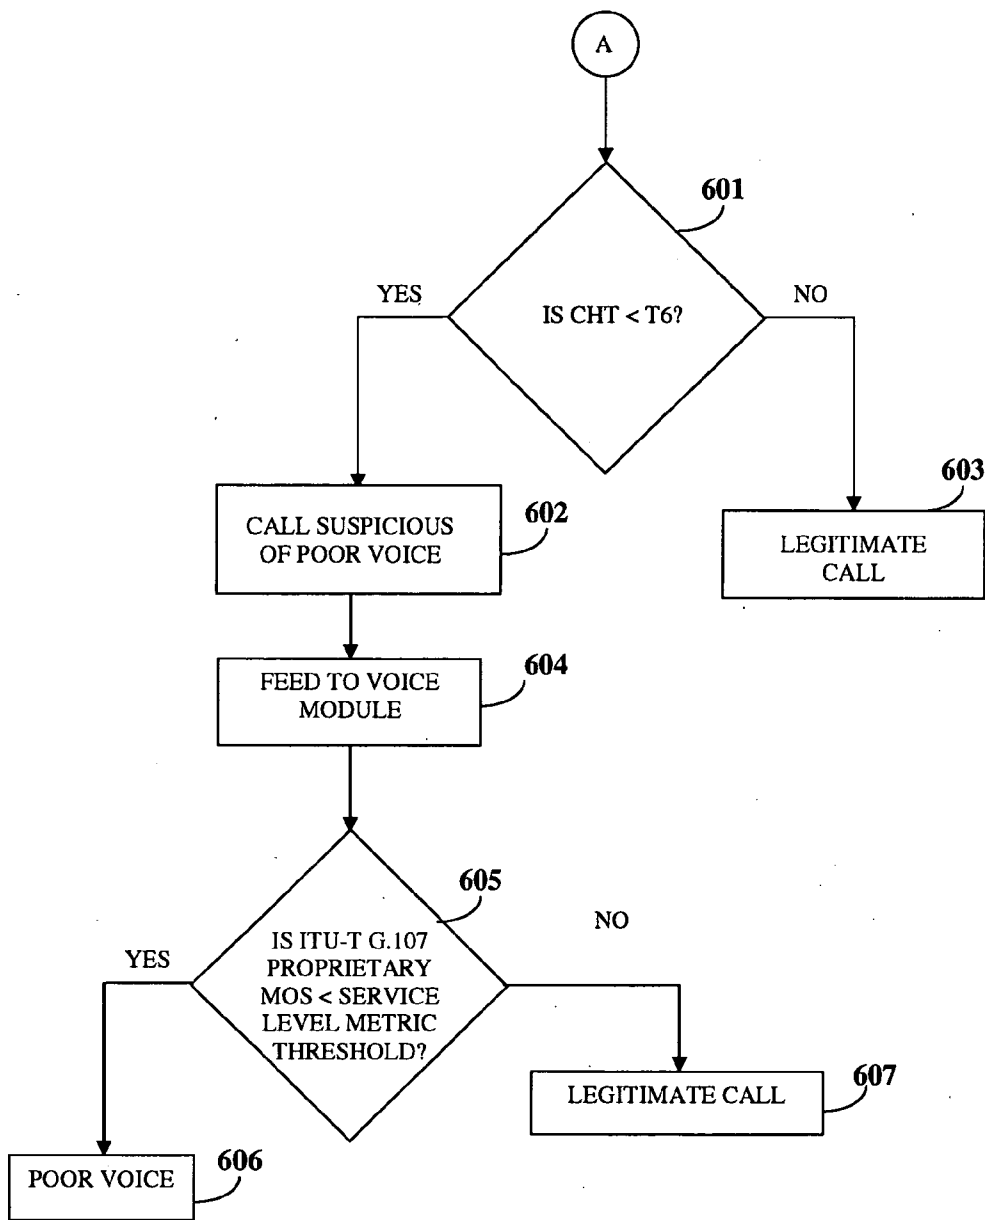 A
601
YES
IS CHT < T6?
NO
603
CALL SUSPICIOUS
OF POOR VOICE
602
LEGITIMATE
CALL
FEED TO VOICE
MODULE
604
605
NO
YES
IS ITU-T G.107
PROPRIETARY
MOS < SERVICE
LEVEL METRIC
THRESHOLD?
LEGITIMATE CALL
607
POOR VOICE
606